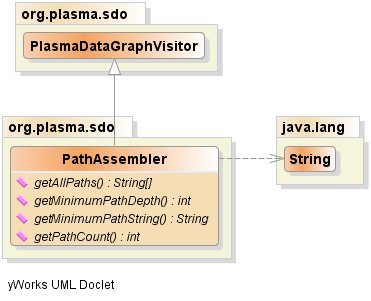 org.plasma.sdo
PlasmaDataGraphVisitor
org.plasma.sdo
PathAssembler
getAllPaths() : String[]
getMinimumPathDepth() : int
getMinimumPathString() : String
getPathCount() : int
java.lang
String
yWorks UML Doclet